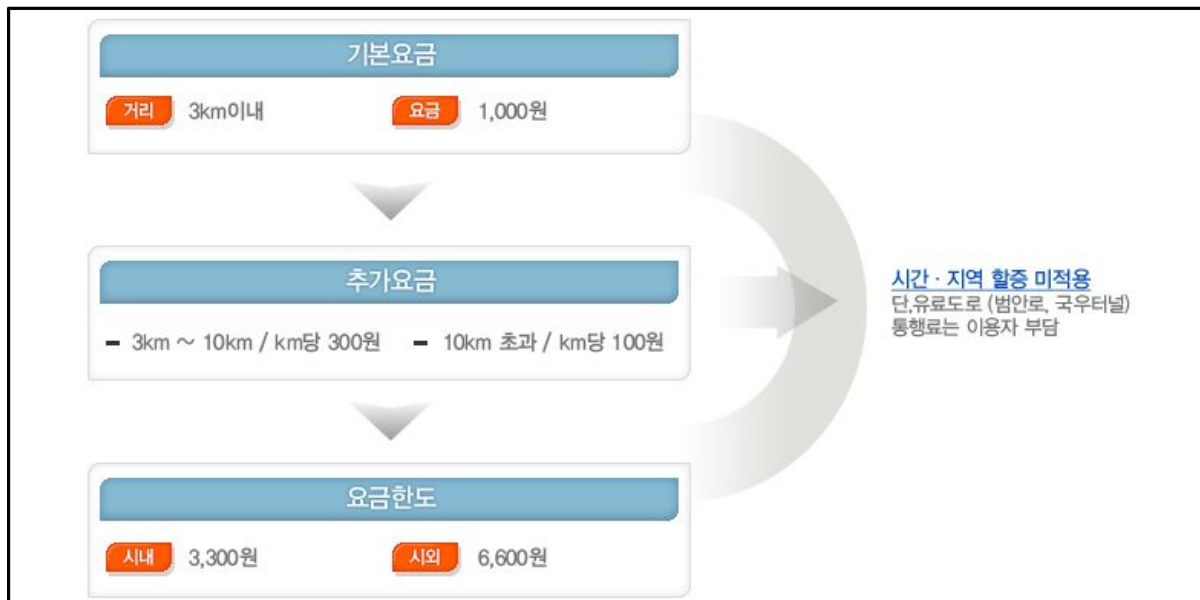 기본요금
거리 3km이내 요금 1,000원
추가요금
- 3km ~ 10km / km당 300원 - 10km 초과 / km당 100원
시간 · 지역 할증 미적용
단,유료도로 (범안로, 국우터널)
통행료는 이용자 부담
요금한도
시내 3,300원 시외 6,600원